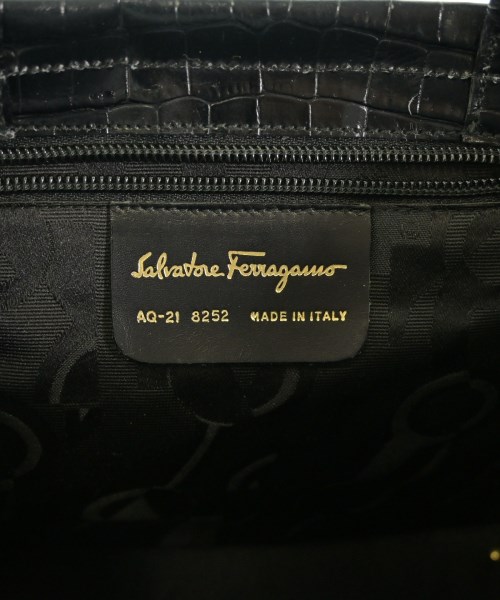 Salvatore Ferragamo
AQ-21 8252 MADE IN ITALY